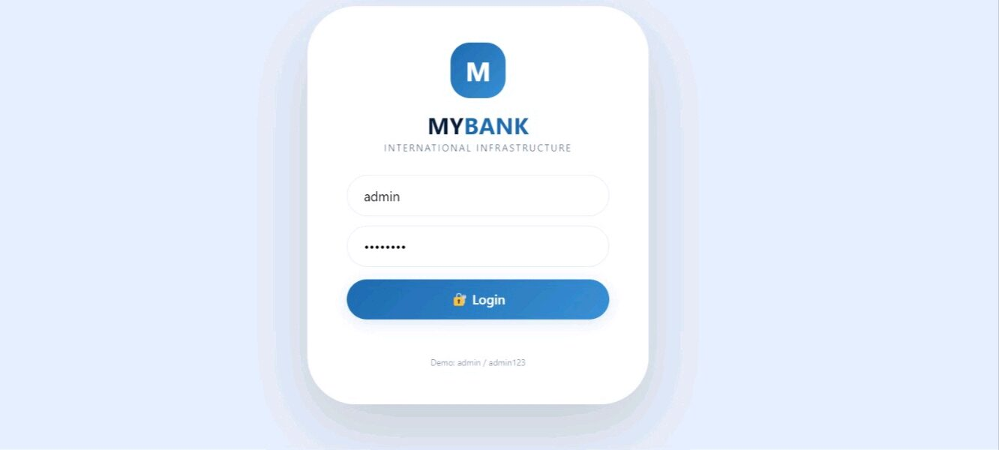 M
MYBANK
INTERNATIONAL INFRASTRUCTURE
admin
••••••••
🔐 Login
Demo: admin / admin123